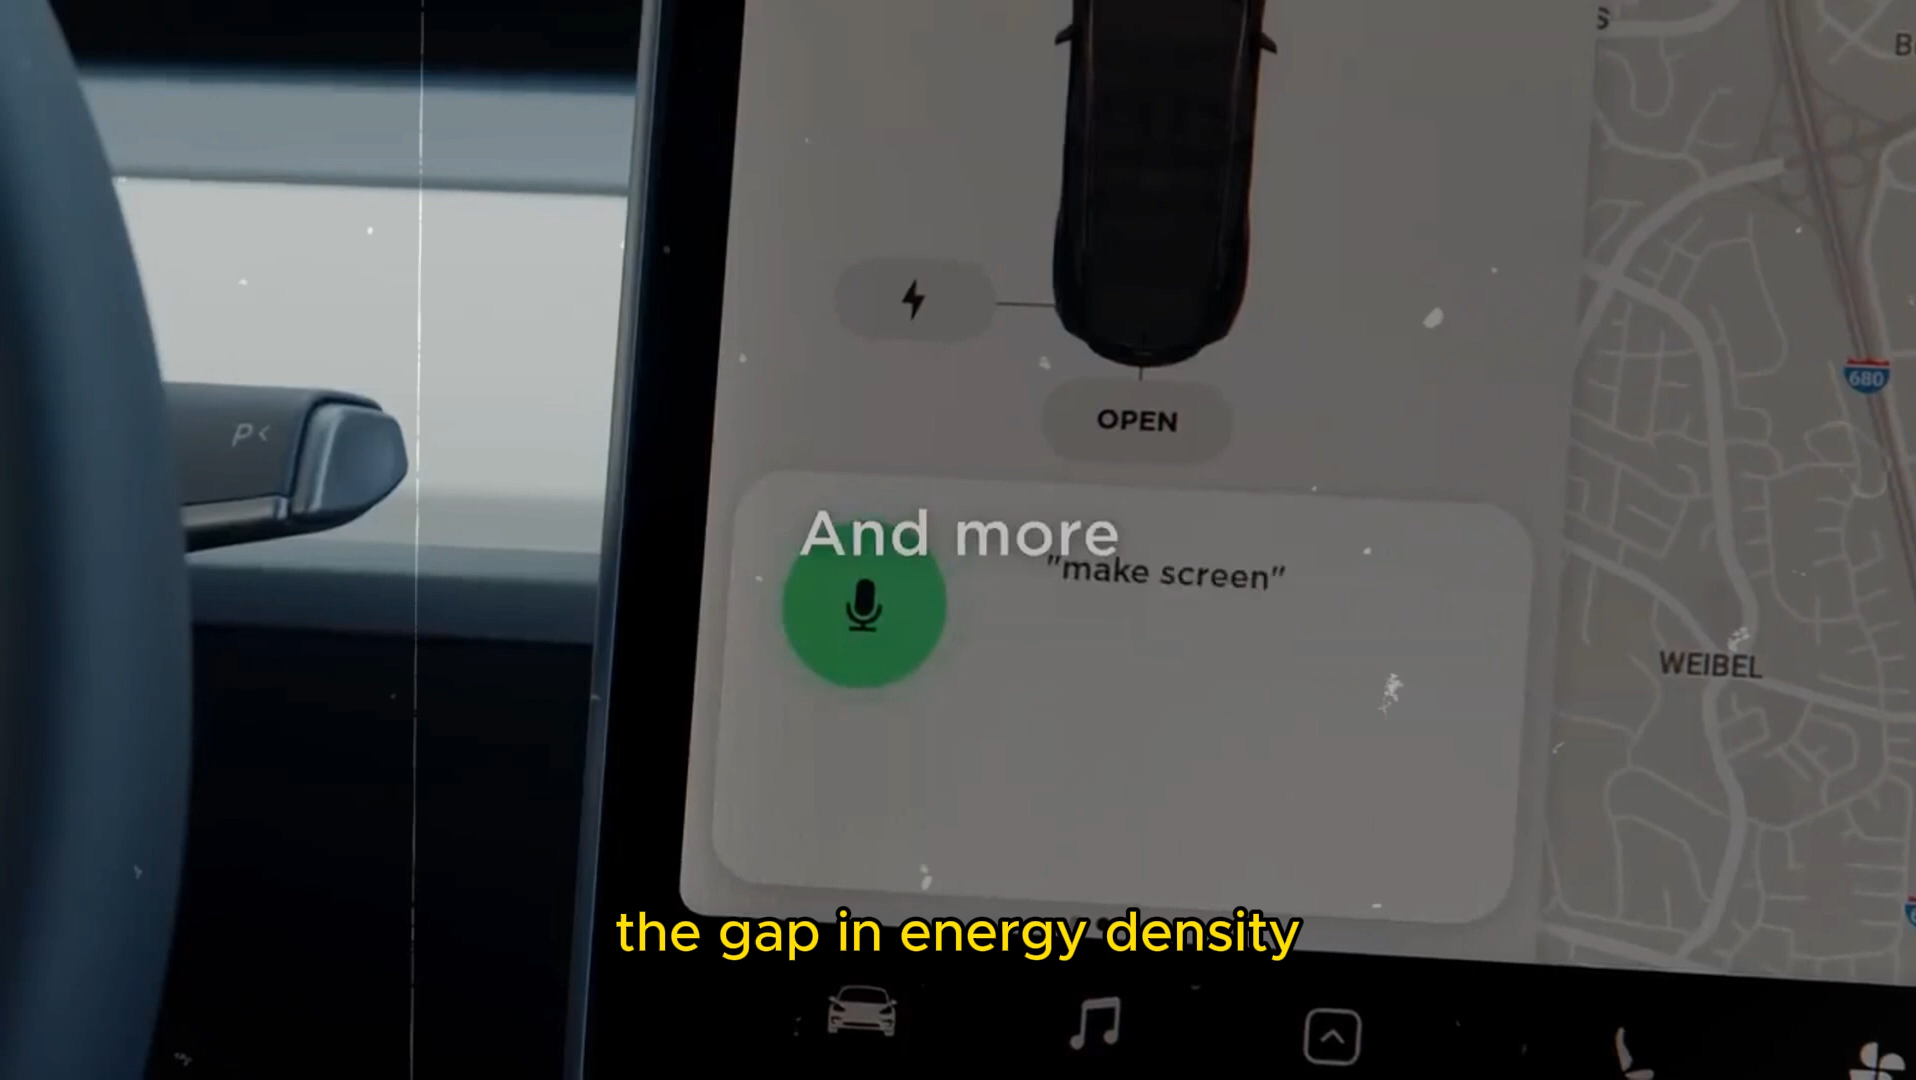 S
P<
OPEN
680
And more
"make screen"
WEIBEL
the gap in energy density